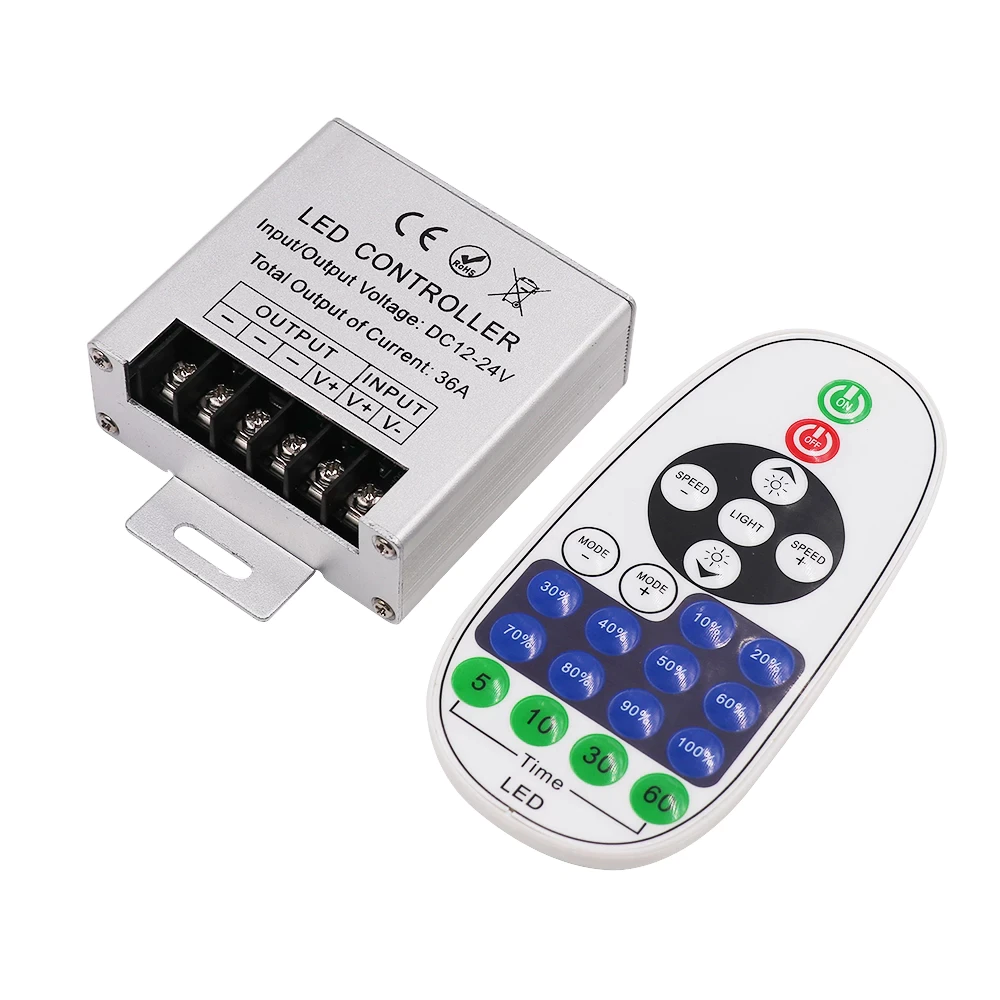 CE
RoHS
LED CONTROLLER
Input/Output Voltage: DC12-24V
Total Output of Current: 36A
OUTPUT INPUT
− − − V+ V+ V-
ON
OFF
SPEED
−
LIGHT
SPEED
+
MODE
−
MODE
+
10% 20%
30% 40% 50% 60%
70% 80% 90% 100%
5 10 30 60
Time
LED